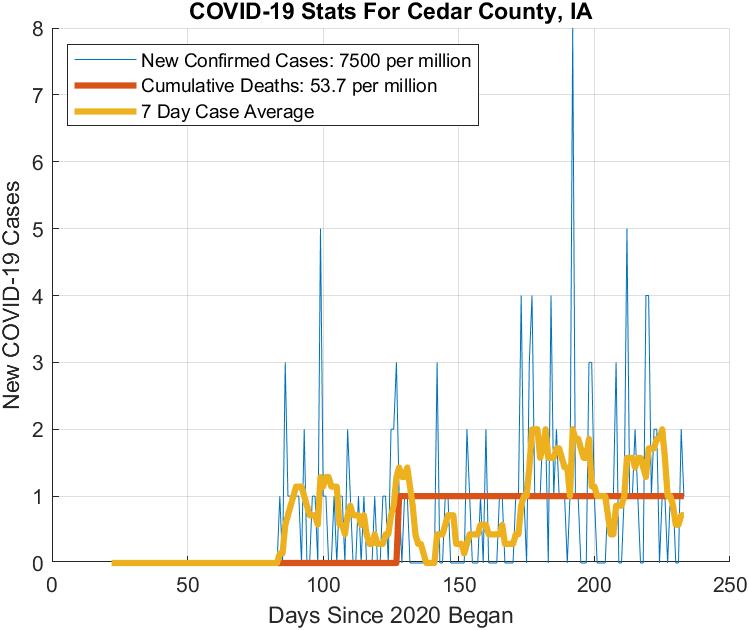 COVID-19 Stats For Cedar County, IA
8
7
6
5
4
3
2
1
0
New COVID-19 Cases
New Confirmed Cases: 7500 per million
Cumulative Deaths: 53.7 per million
7 Day Case Average
0 50 100 150 200 250
Days Since 2020 Began